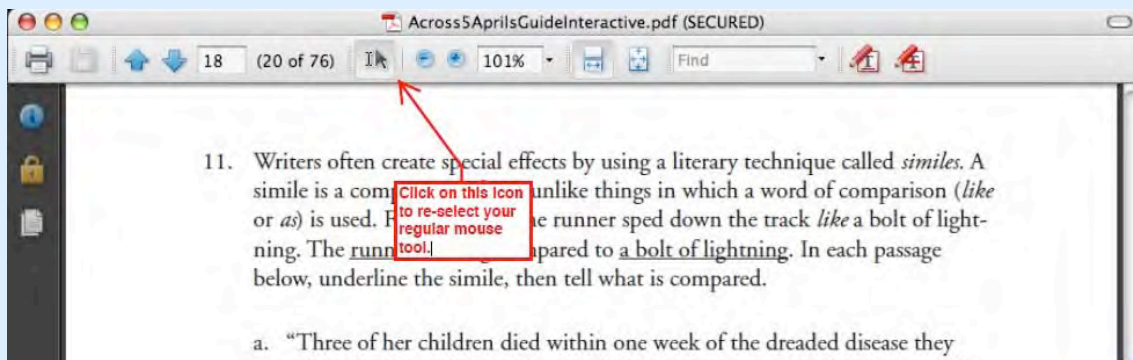 Across5AprilsGuideInteractive.pdf (SECURED)
18 (20 of 76) 101% Find
11. Writers often create special effects by using a literary technique called similes. A
simile is a comp unlike things in which a word of comparison (like
or as) is used. F he runner sped down the track like a bolt of light-
ning. The runn pared to a bolt of lightning. In each passage
below, underline the simile, then tell what is compared.
Click on this icon
to re-select your
regular mouse
tool.
a. “Three of her children died within one week of the dreaded disease they